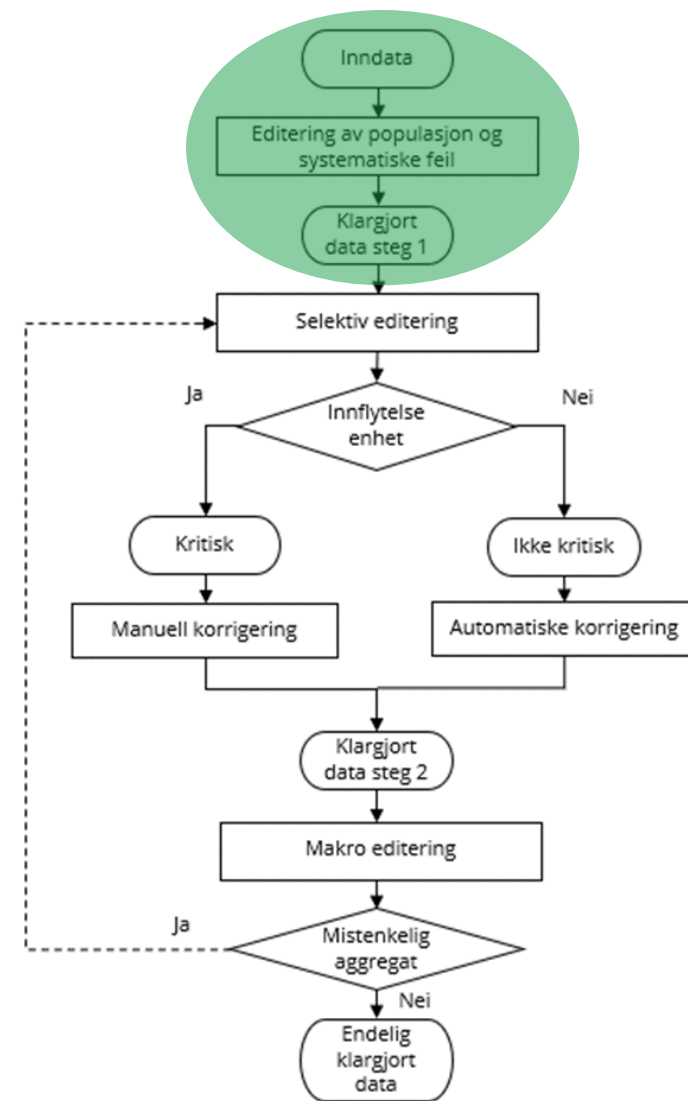 Inndata
Editering av populasjon og
systematiske feil
Klargjort
data steg 1
Selektiv editering
Ja
Nei
Innflytelse
enhet
Kritisk
Ikke kritisk
Manuell korrigering
Automatiske korrigering
Klargjort
data steg 2
Makro editering
Ja
Mistenkelig
aggregat
Nei
Endelig
klargjort
data